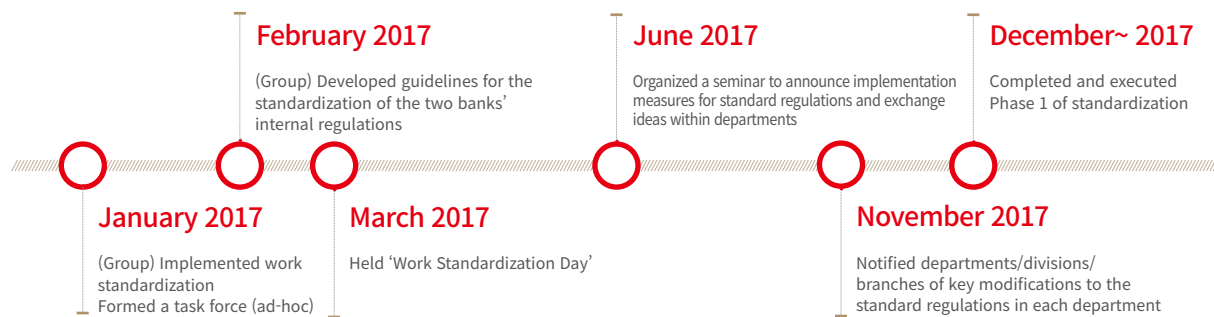 February 2017
(Group) Developed guidelines for the
standardization of the two banks’
internal regulations
June 2017
Organized a seminar to announce implementation
measures for standard regulations and exchange
ideas within departments
December~ 2017
Completed and executed
Phase 1 of standardization
January 2017
(Group) Implemented work
standardization
Formed a task force (ad-hoc)
March 2017
Held ‘Work Standardization Day’
November 2017
Notified departments/divisions/
branches of key modifications to the
standard regulations in each department